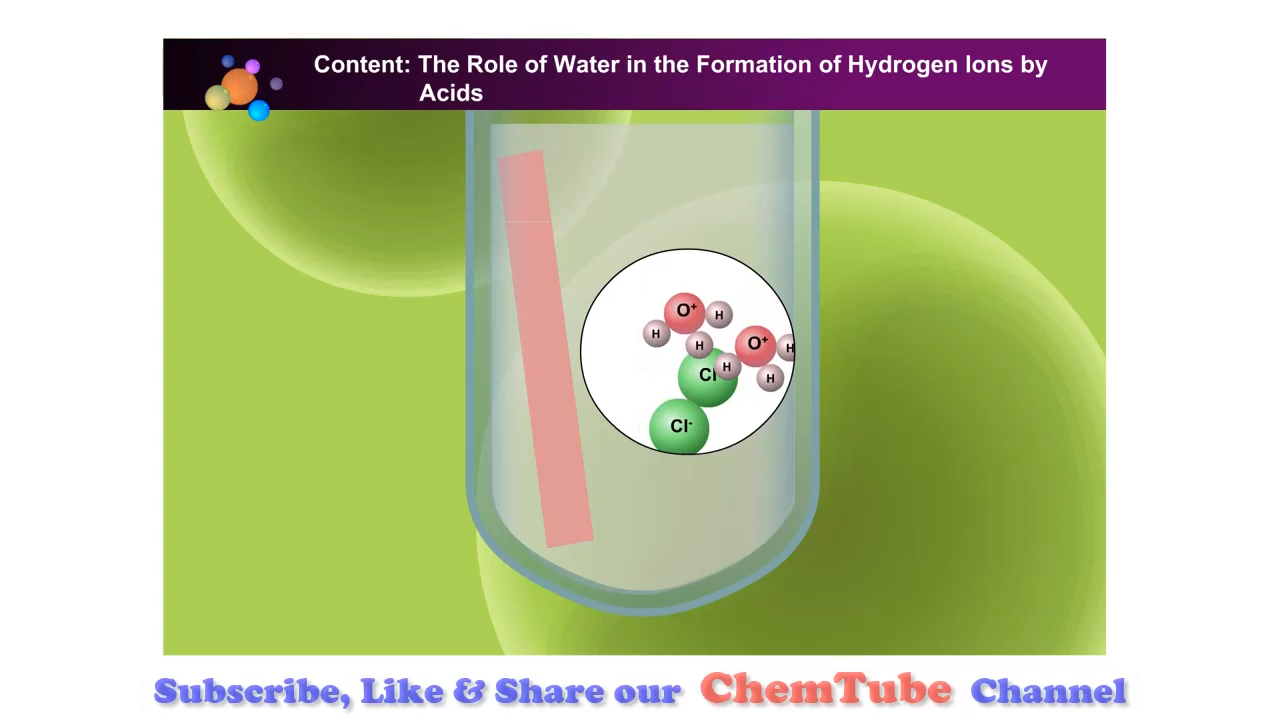 Content: The Role of Water in the Formation of Hydrogen Ions by
Acids
O⁺ H
H
H
O⁺ H
H
H
Cl
Cl⁻
Subscribe, Like & Share our ChemTube Channel